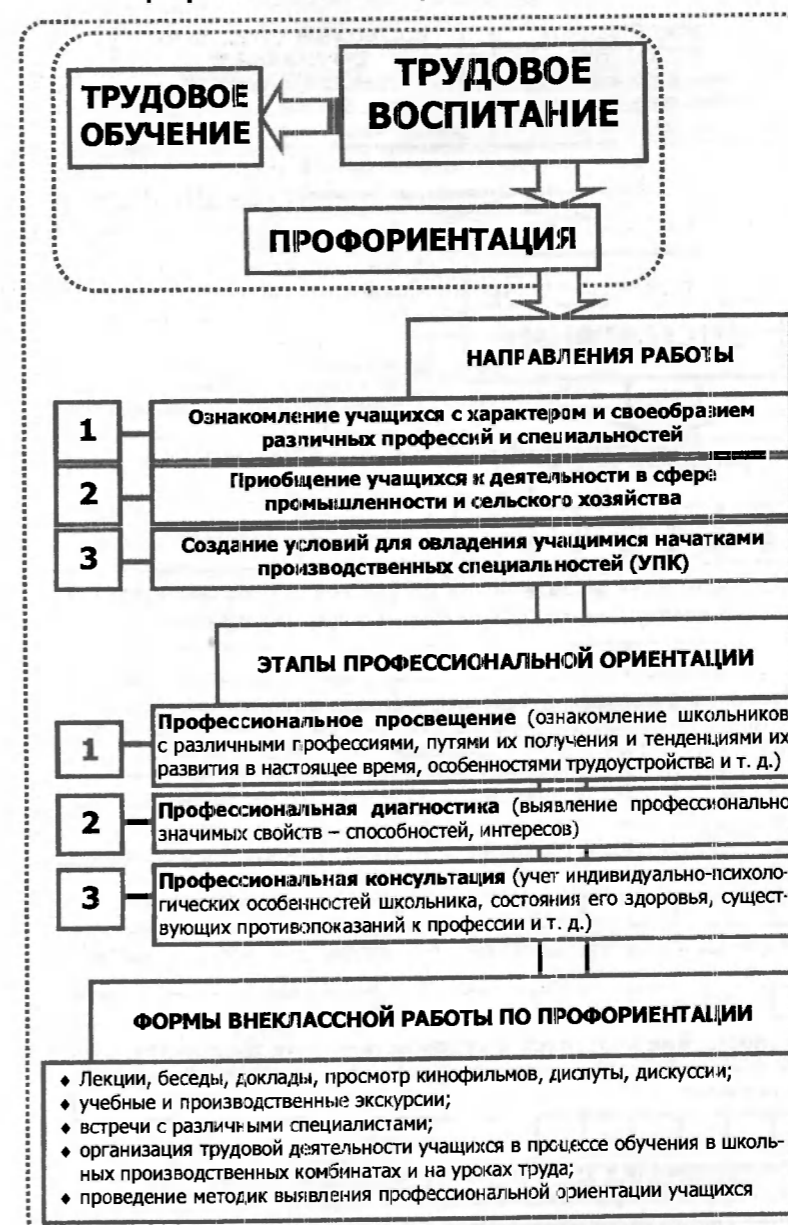 ТРУДОВОЕ
ОБУЧЕНИЕ
ТРУДОВОЕ
ВОСПИТАНИЕ
ПРОФОРИЕНТАЦИЯ
НАПРАВЛЕНИЯ РАБОТЫ
1
Ознакомление учащихся с характером и своеобразием
различных профессий и специальностей
2
Приобщение учащихся к деятельности в сфере
промышленности и сельского хозяйства
3
Создание условий для овладения учащимися начатками
производственных специальностей (УПК)
ЭТАПЫ ПРОФЕССИОНАЛЬНОЙ ОРИЕНТАЦИИ
1
Профессиональное просвещение (ознакомление школьников
с различными профессиями, путями их получения и тенденциями их
развития в настоящее время, особенностями трудоустройства и т. д.)
2
Профессиональная диагностика (выявление профессионально
значимых свойств – способностей, интересов)
3
Профессиональная консультация (учет индивидуально-психоло-
гических особенностей школьника, состояния его здоровья, сущест-
вующих противопоказаний к профессии и т. д.)
ФОРМЫ ВНЕКЛАССНОЙ РАБОТЫ ПО ПРОФОРИЕНТАЦИИ
♦ Лекции, беседы, доклады, просмотр кинофильмов, диспуты, дискуссии;
♦ учебные и производственные экскурсии;
♦ встречи с различными специалистами;
♦ организация трудовой деятельности учащихся в процессе обучения в школь-
ных производственных комбинатах и на уроках труда;
♦ проведение методик выявления профессиональной ориентации учащихся